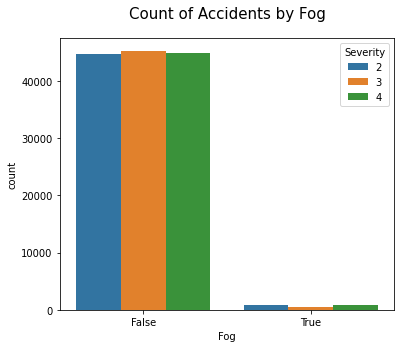 Count of Accidents by Fog
Severity
2
3
4
40000
30000
20000
10000
0
count
False
True
Fog